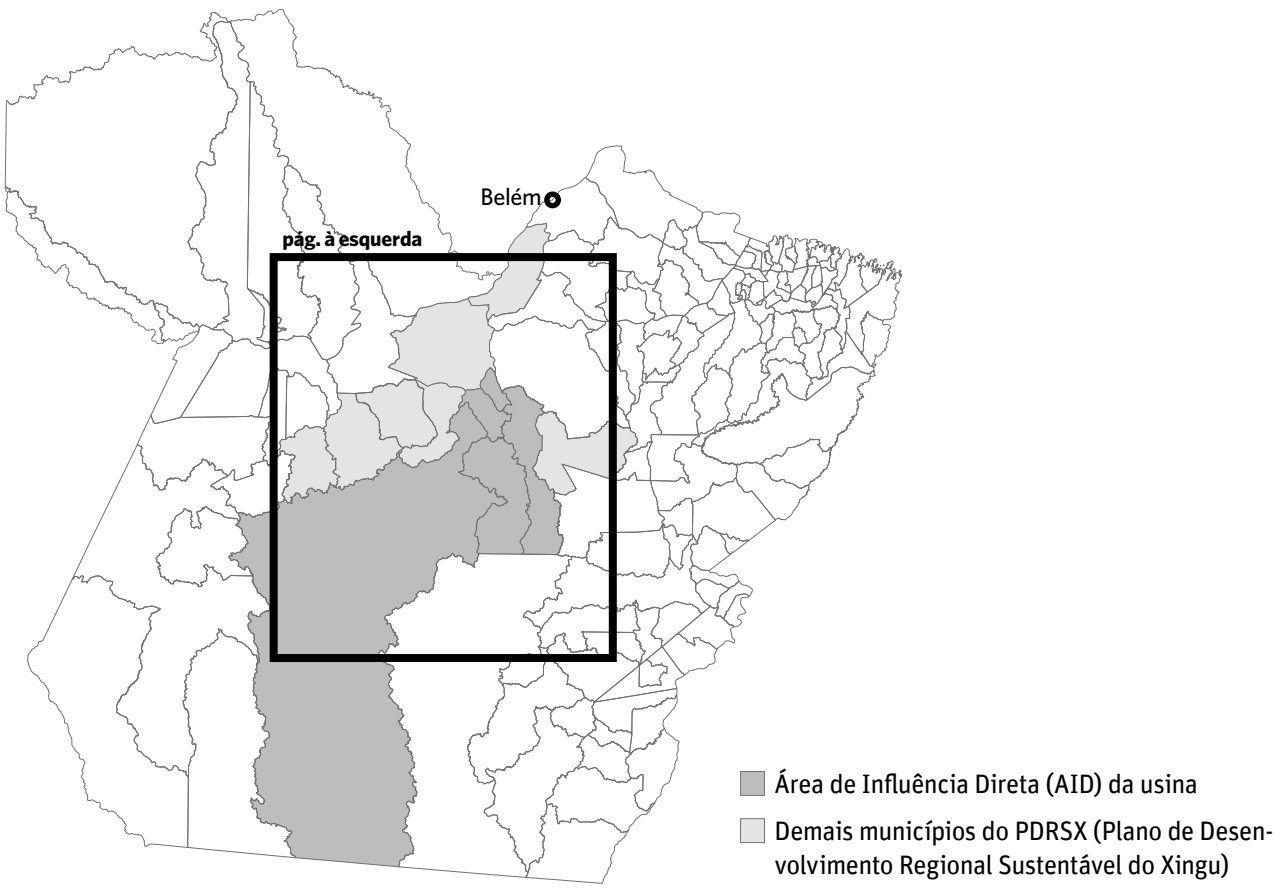 Belém
pág. à esquerda
Área de Influência Direta (AID) da usina
Demais municípios do PDRSX (Plano de Desen-
volvimento Regional Sustentável do Xingu)